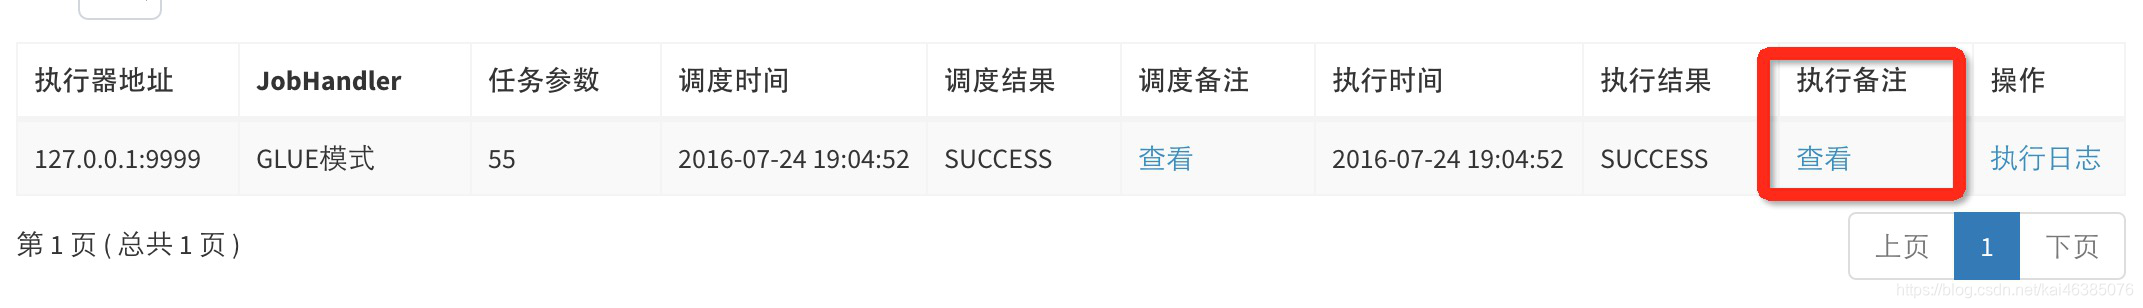 执行器地址 JobHandler 任务参数 调度时间 调度结果 调度备注 执行时间 执行结果 执行备注 操作
127.0.0.1:9999 GLUE模式 55 2016-07-24 19:04:52 SUCCESS 查看 2016-07-24 19:04:52 SUCCESS 查看 执行日志
第 1 页 ( 总共 1 页 ) 上页 1 下页
https://blog.csdn.net/kai46385076